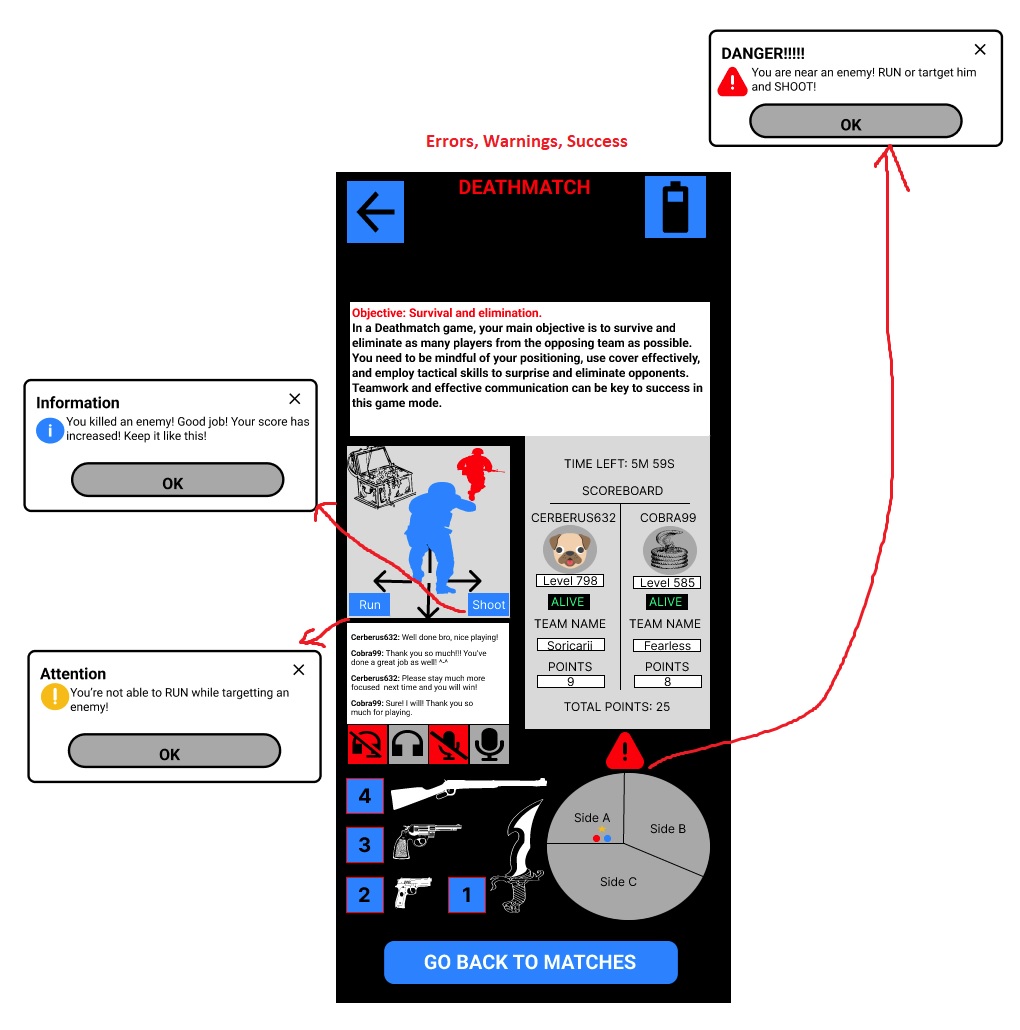 DANGER!!!!!
You are near an enemy! RUN or tartget him
and SHOOT!
OK
Errors, Warnings, Success
DEATHMATCH
Objective: Survival and elimination.
In a Deathmatch game, your main objective is to survive and
eliminate as many players from the opposing team as possible.
You need to be mindful of your positioning, use cover effectively,
and employ tactical skills to surprise and eliminate opponents.
Teamwork and effective communication can be key to success in
this game mode.
Information
You killed an enemy! Good job! Your score has
increased! Keep it like this!
OK
Run
Shoot
TIME LEFT: 5M 59S
SCOREBOARD
CERBERUS632
Level 798
ALIVE
TEAM NAME
Soricarii
POINTS
9
COBRA99
Level 585
ALIVE
TEAM NAME
Fearless
POINTS
8
TOTAL POINTS: 25
Attention
You're not able to RUN while targetting an
enemy!
OK
Cerberus632: Well done bro, nice playing!
Cobra99: Thank you so much!!! You've
done a great job as well! ^-^
Cerberus632: Please stay much more
focused next time and you will win!
Cobra99: Sure! I will! Thank you so
much for playing.
4
3
2
1
Side A
Side B
Side C
GO BACK TO MATCHES